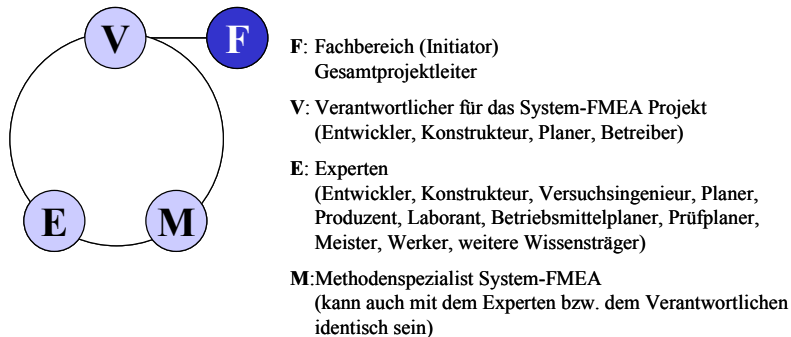 V
F
E
M
F: Fachbereich (Initiator)
Gesamtprojektleiter
V: Verantwortlicher für das System-FMEA Projekt
(Entwickler, Konstrukteur, Planer, Betreiber)
E: Experten
(Entwickler, Konstrukteur, Versuchsingenieur, Planer,
Produzent, Laborant, Betriebsmittelplaner, Prüfplaner,
Meister, Werker, weitere Wissensträger)
M:Methodenspezialist System-FMEA
(kann auch mit dem Experten bzw. dem Verantwortlichen
identisch sein)